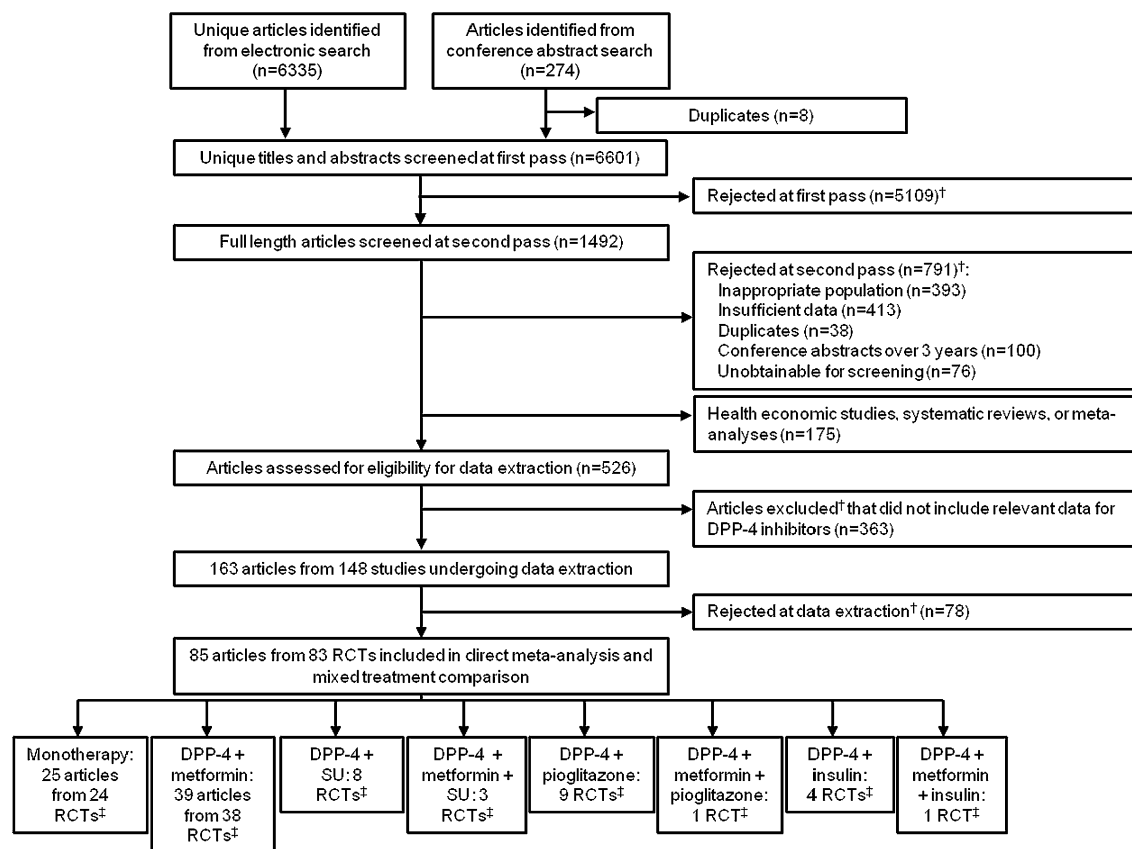 Unique articles identified
from electronic search
(n=6335)
Articles identified from
conference abstract search
(n=274)
Duplicates (n=8)
Unique titles and abstracts screened at first pass (n=6601)
Rejected at first pass (n=5109)†
Full length articles screened at second pass (n=1492)
Rejected at second pass (n=791)†:
Inappropriate population (n=393)
Insufficient data (n=413)
Duplicates (n=38)
Conference abstracts over 3 years (n=100)
Unobtainable for screening (n=76)
Health economic studies, systematic reviews, or meta-
analyses (n=175)
Articles assessed for eligibility for data extraction (n=526)
Articles excluded† that did not include relevant data for
DPP-4 inhibitors (n=363)
163 articles from 148 studies undergoing data extraction
Rejected at data extraction† (n=78)
85 articles from 83 RCTs included in direct meta-analysis and
mixed treatment comparison
Monotherapy:
25 articles
from 24
RCTs‡
DPP-4 +
metformin:
39 articles
from 38
RCTs‡
DPP-4 +
SU: 8
RCTs‡
DPP-4 +
metformin +
SU: 3
RCTs‡
DPP-4 +
pioglitazone:
9 RCTs‡
DPP-4 +
metformin +
pioglitazone:
1 RCT‡
DPP-4 +
insulin:
4 RCTs‡
DPP-4 +
metformin
+ insulin:
1 RCT‡